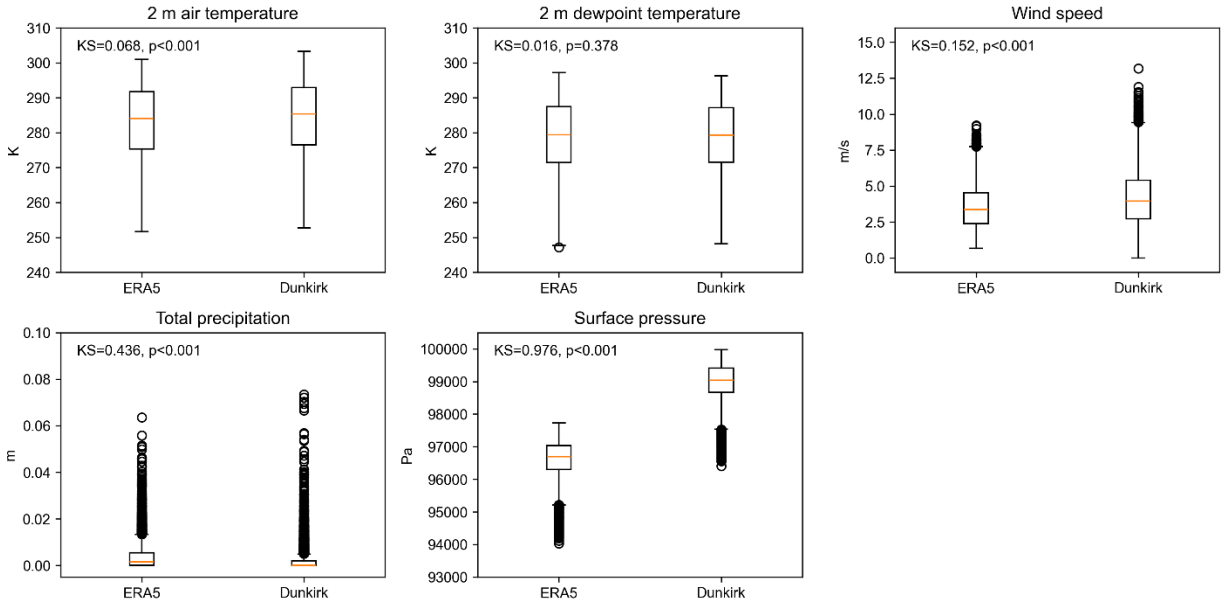 2 m air temperature
KS=0.068, p<0.001
310
300
290
280
270
260
250
240
K
ERA5
Dunkirk
2 m dewpoint temperature
KS=0.016, p=0.378
310
300
290
280
270
260
250
240
K
ERA5
Dunkirk
Wind speed
KS=0.152, p<0.001
15.0
12.5
10.0
7.5
5.0
2.5
0.0
m/s
ERA5
Dunkirk
Total precipitation
KS=0.436, p<0.001
0.10
0.08
0.06
0.04
0.02
0.00
m
ERA5
Dunkirk
Surface pressure
KS=0.976, p<0.001
100000
99000
98000
97000
96000
95000
94000
93000
Pa
ERA5
Dunkirk